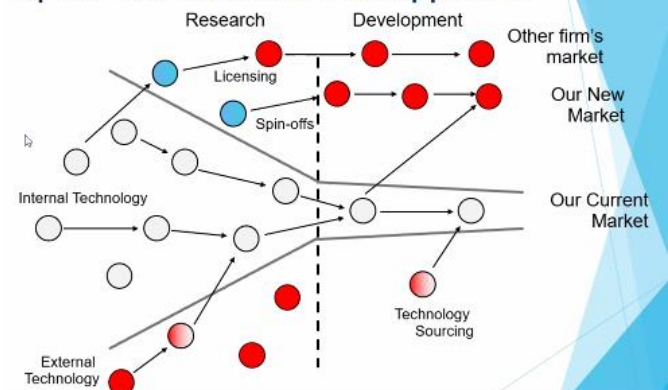 Research
Development
Other firm's
market
Licensing
Our New
Market
Spin-offs
Internal Technology
Our Current
Market
Technology
Sourcing
External
Technology